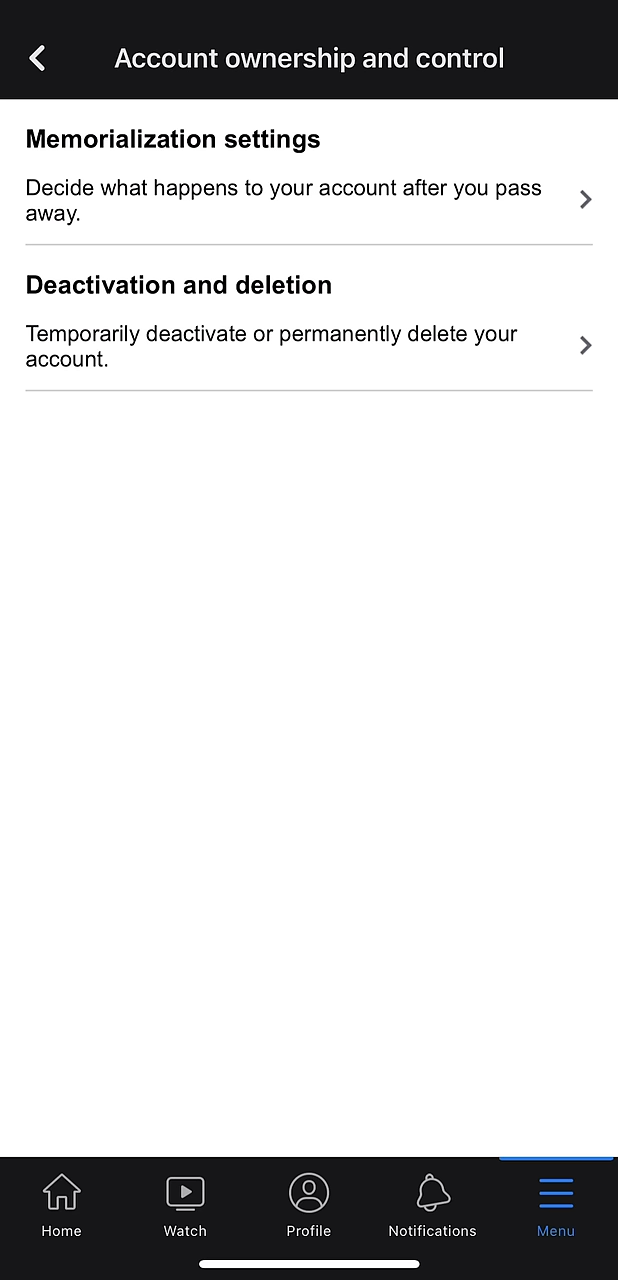 Account ownership and control
Memorialization settings
Decide what happens to your account after you pass
away.
Deactivation and deletion
Temporarily deactivate or permanently delete your
account.
Home
Watch
Profile
Notifications
Menu